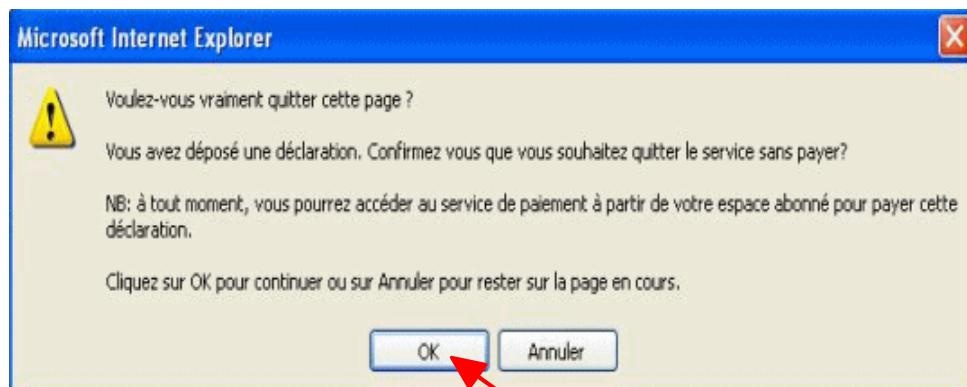 Microsoft Internet Explorer
Voulez-vous vraiment quitter cette page ?
Vous avez déposé une déclaration. Confirmez vous que vous souhaitez quitter le service sans payer?
NB: à tout moment, vous pourrez accéder au service de paiement à partir de votre espace abonné pour payer cette
déclaration.
Cliquez sur OK pour continuer ou sur Annuler pour rester sur la page en cours.
OK Annuler